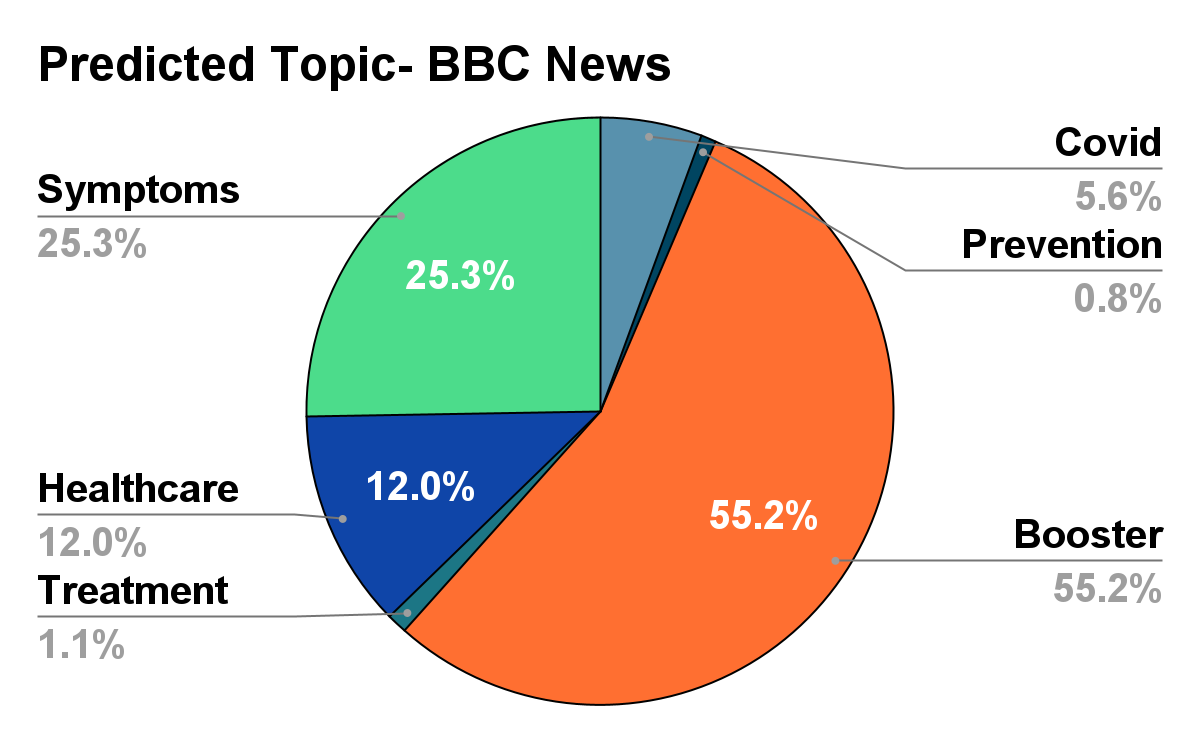 Predicted Topic- BBC News
Covid
5.6%
Prevention
0.8%
Symptoms
25.3%
25.3%
Healthcare
12.0%
12.0%
Treatment
1.1%
55.2%
Booster
55.2%